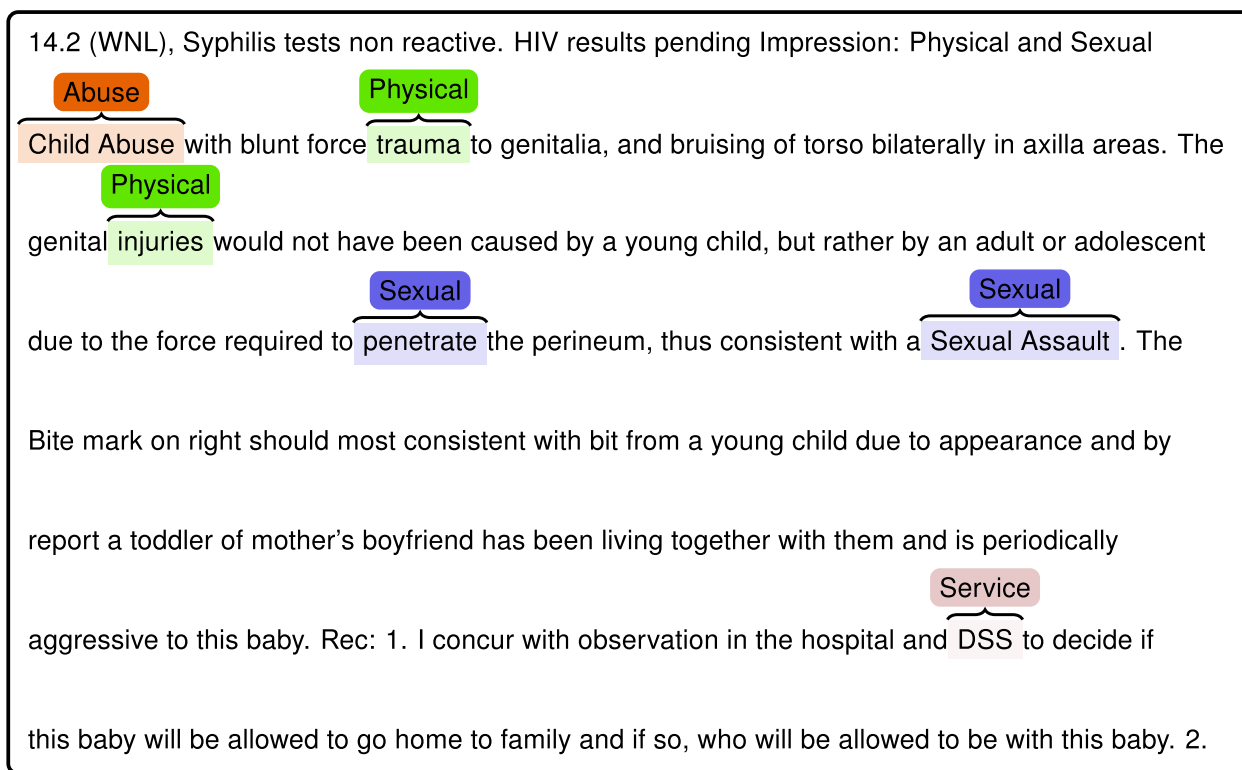 14.2 (WNL), Syphilis tests non reactive. HIV results pending Impression: Physical and Sexual
Abuse Physical
Child Abuse with blunt force trauma to genitalia, and bruising of torso bilaterally in axilla areas. The
Physical
genital injuries would not have been caused by a young child, but rather by an adult or adolescent
Sexual Sexual
due to the force required to penetrate the perineum, thus consistent with a Sexual Assault. The
Bite mark on right should most consistent with bit from a young child due to appearance and by
report a toddler of mother's boyfriend has been living together with them and is periodically
Service
aggressive to this baby. Rec: 1. I concur with observation in the hospital and DSS to decide if
this baby will be allowed to go home to family and if so, who will be allowed to be with this baby. 2.